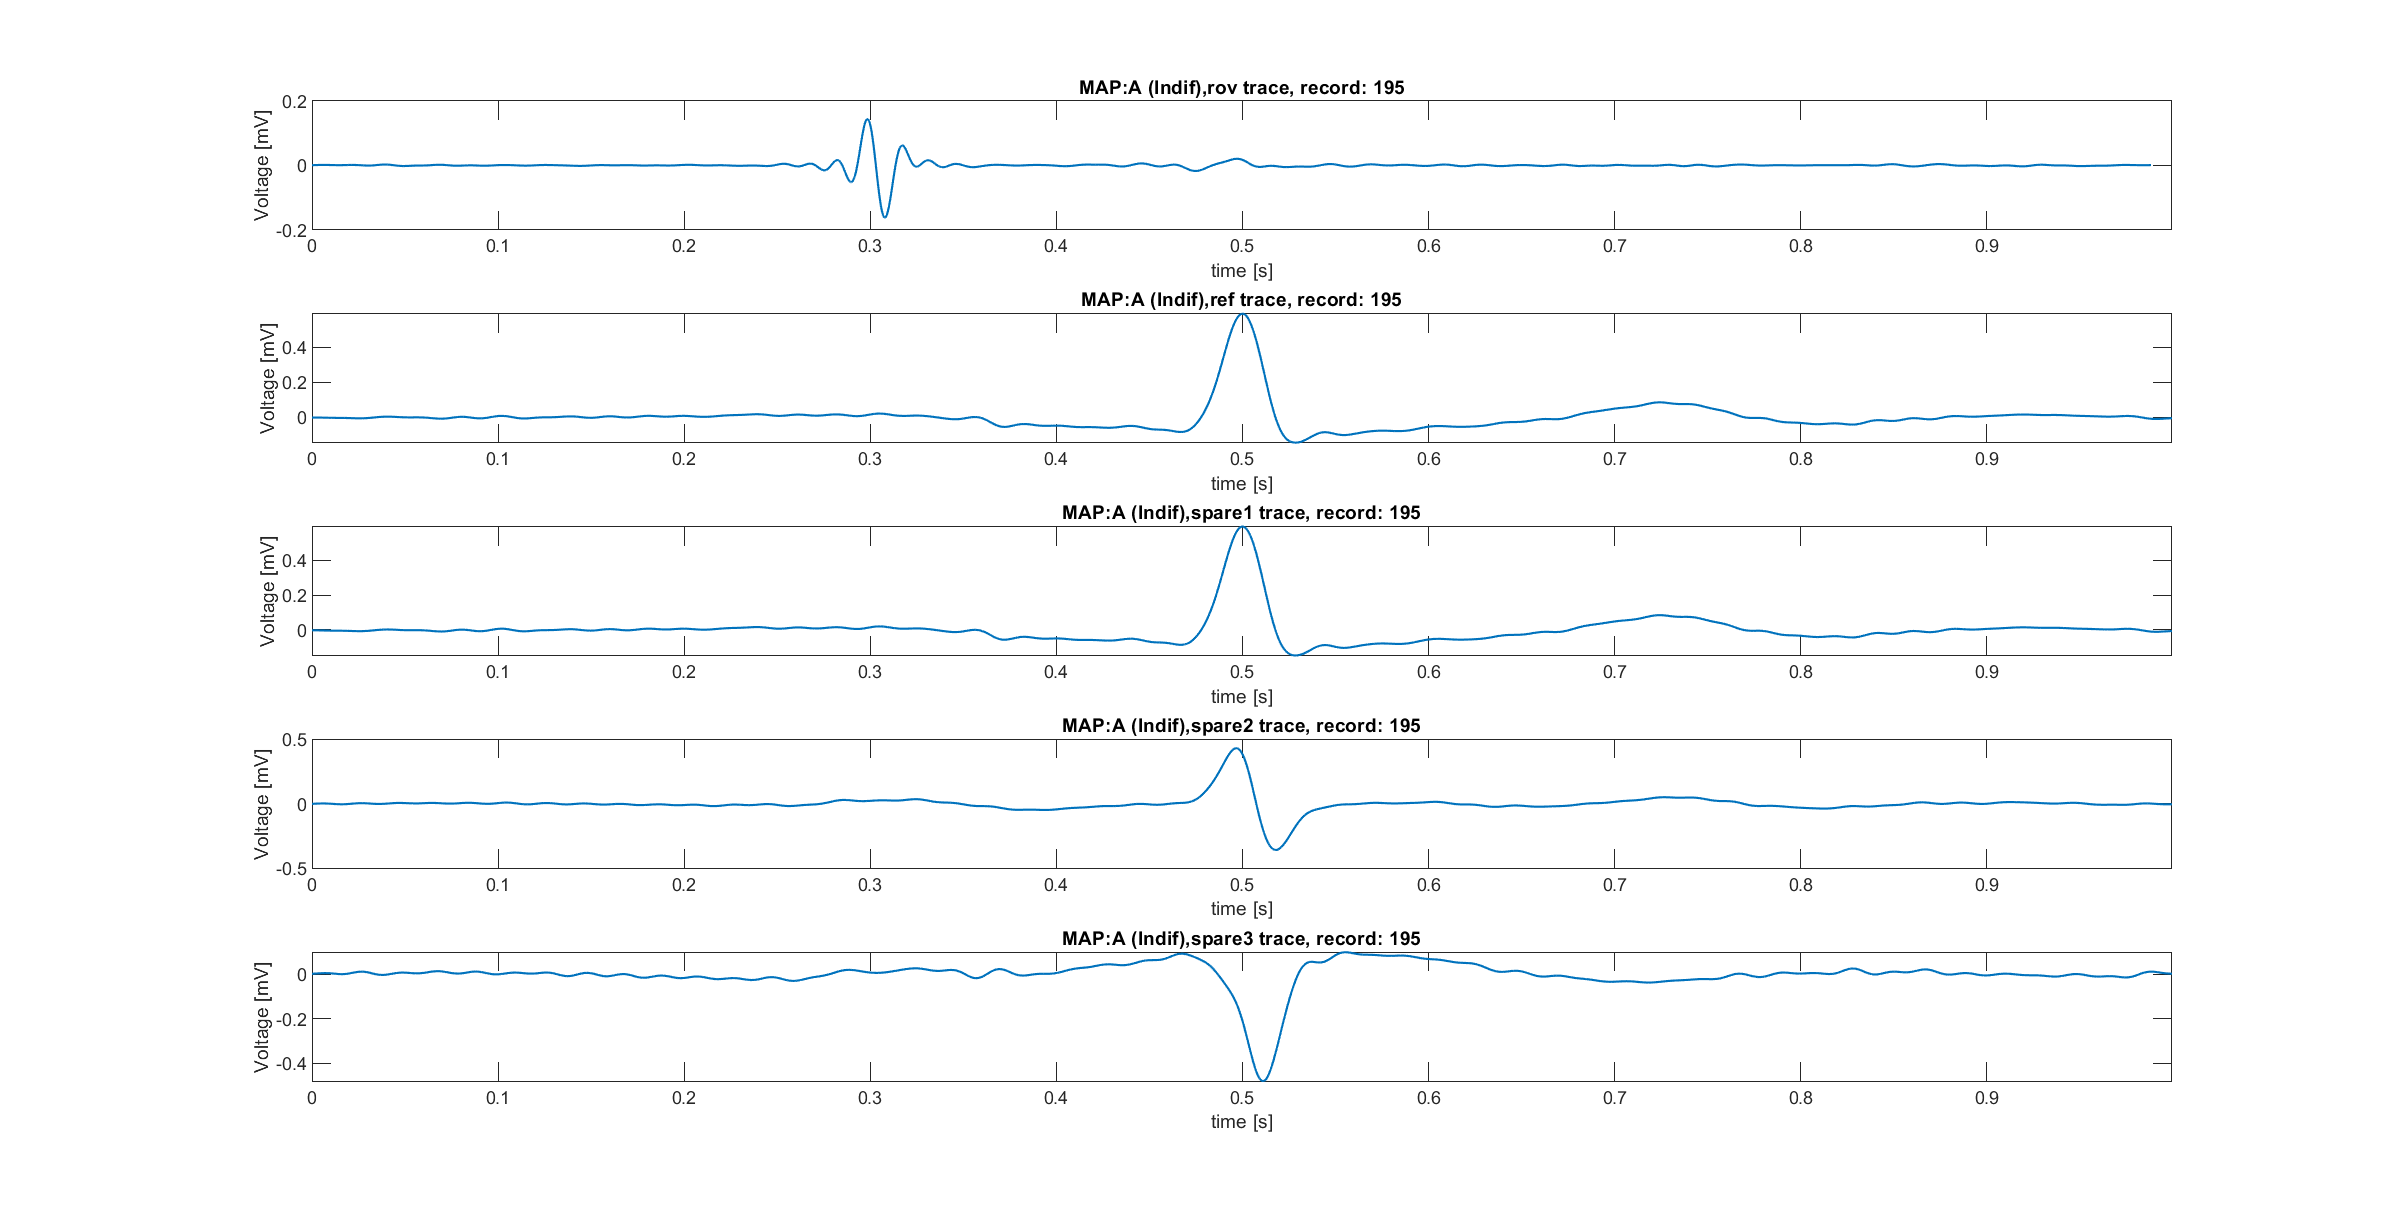 MAP:A (Indif),rov trace, record: 195
Voltage [mV]
0.2
0
-0.2
0 0.1 0.2 0.3 0.4 0.5 0.6 0.7 0.8 0.9
time [s]
MAP:A (Indif),ref trace, record: 195
Voltage [mV]
0.4
0.2
0
0 0.1 0.2 0.3 0.4 0.5 0.6 0.7 0.8 0.9
time [s]
MAP:A (Indif),spare1 trace, record: 195
Voltage [mV]
0.4
0.2
0
0 0.1 0.2 0.3 0.4 0.5 0.6 0.7 0.8 0.9
time [s]
MAP:A (Indif),spare2 trace, record: 195
Voltage [mV]
0.5
0
-0.5
0 0.1 0.2 0.3 0.4 0.5 0.6 0.7 0.8 0.9
time [s]
MAP:A (Indif),spare3 trace, record: 195
Voltage [mV]
0
-0.2
-0.4
0 0.1 0.2 0.3 0.4 0.5 0.6 0.7 0.8 0.9
time [s]